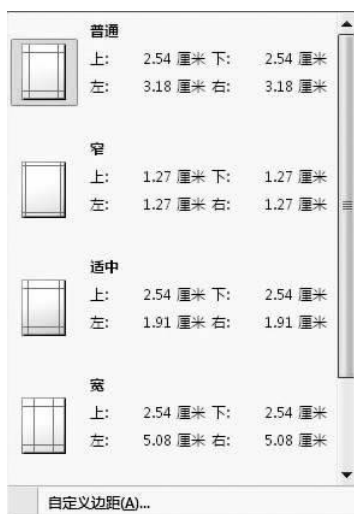 普通
上: 2.54 厘米 下: 2.54 厘米
左: 3.18 厘米 右: 3.18 厘米
窄
上: 1.27 厘米 下: 1.27 厘米
左: 1.27 厘米 右: 1.27 厘米
适中
上: 2.54 厘米 下: 2.54 厘米
左: 1.91 厘米 右: 1.91 厘米
宽
上: 2.54 厘米 下: 2.54 厘米
左: 5.08 厘米 右: 5.08 厘米
自定义边距(A)...